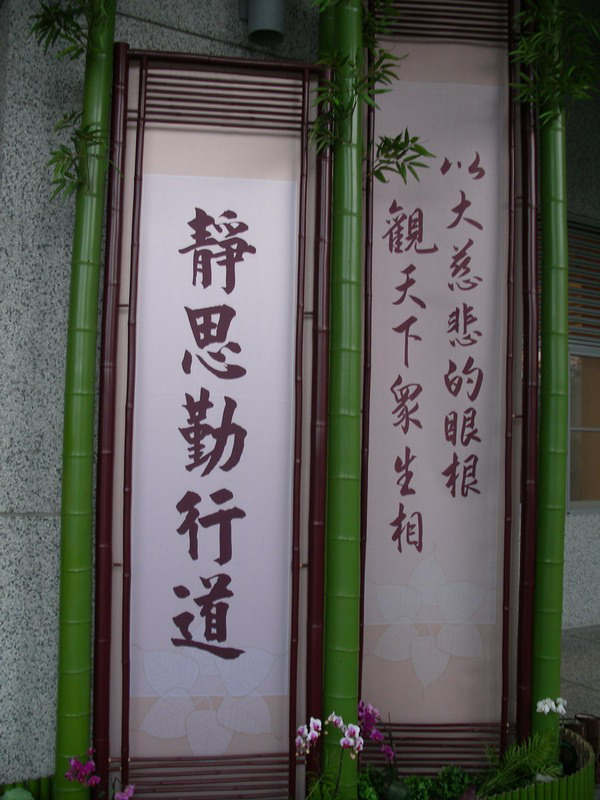 以大慈悲的眼根
觀天下眾生相
靜思勤行道